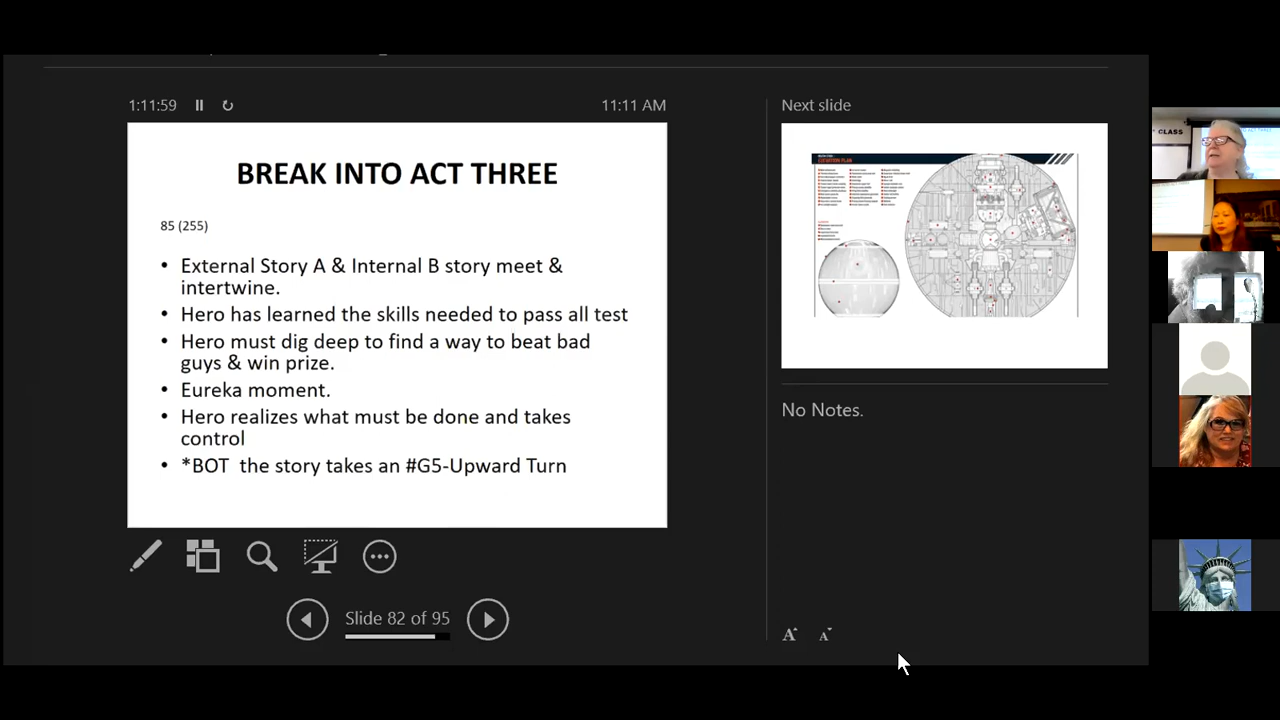 1:11:59
11:11 AM
Next slide
BREAK INTO ACT THREE
85 (255)
• External Story A & Internal B story meet &
intertwine.
• Hero has learned the skills needed to pass all test
• Hero must dig deep to find a way to beat bad
guys & win prize.
• Eureka moment.
• Hero realizes what must be done and takes
control
• *BOT the story takes an #G5-Upward Turn
LOCATION PLAN
No Notes.
Slide 82 of 95
A A
CLASS